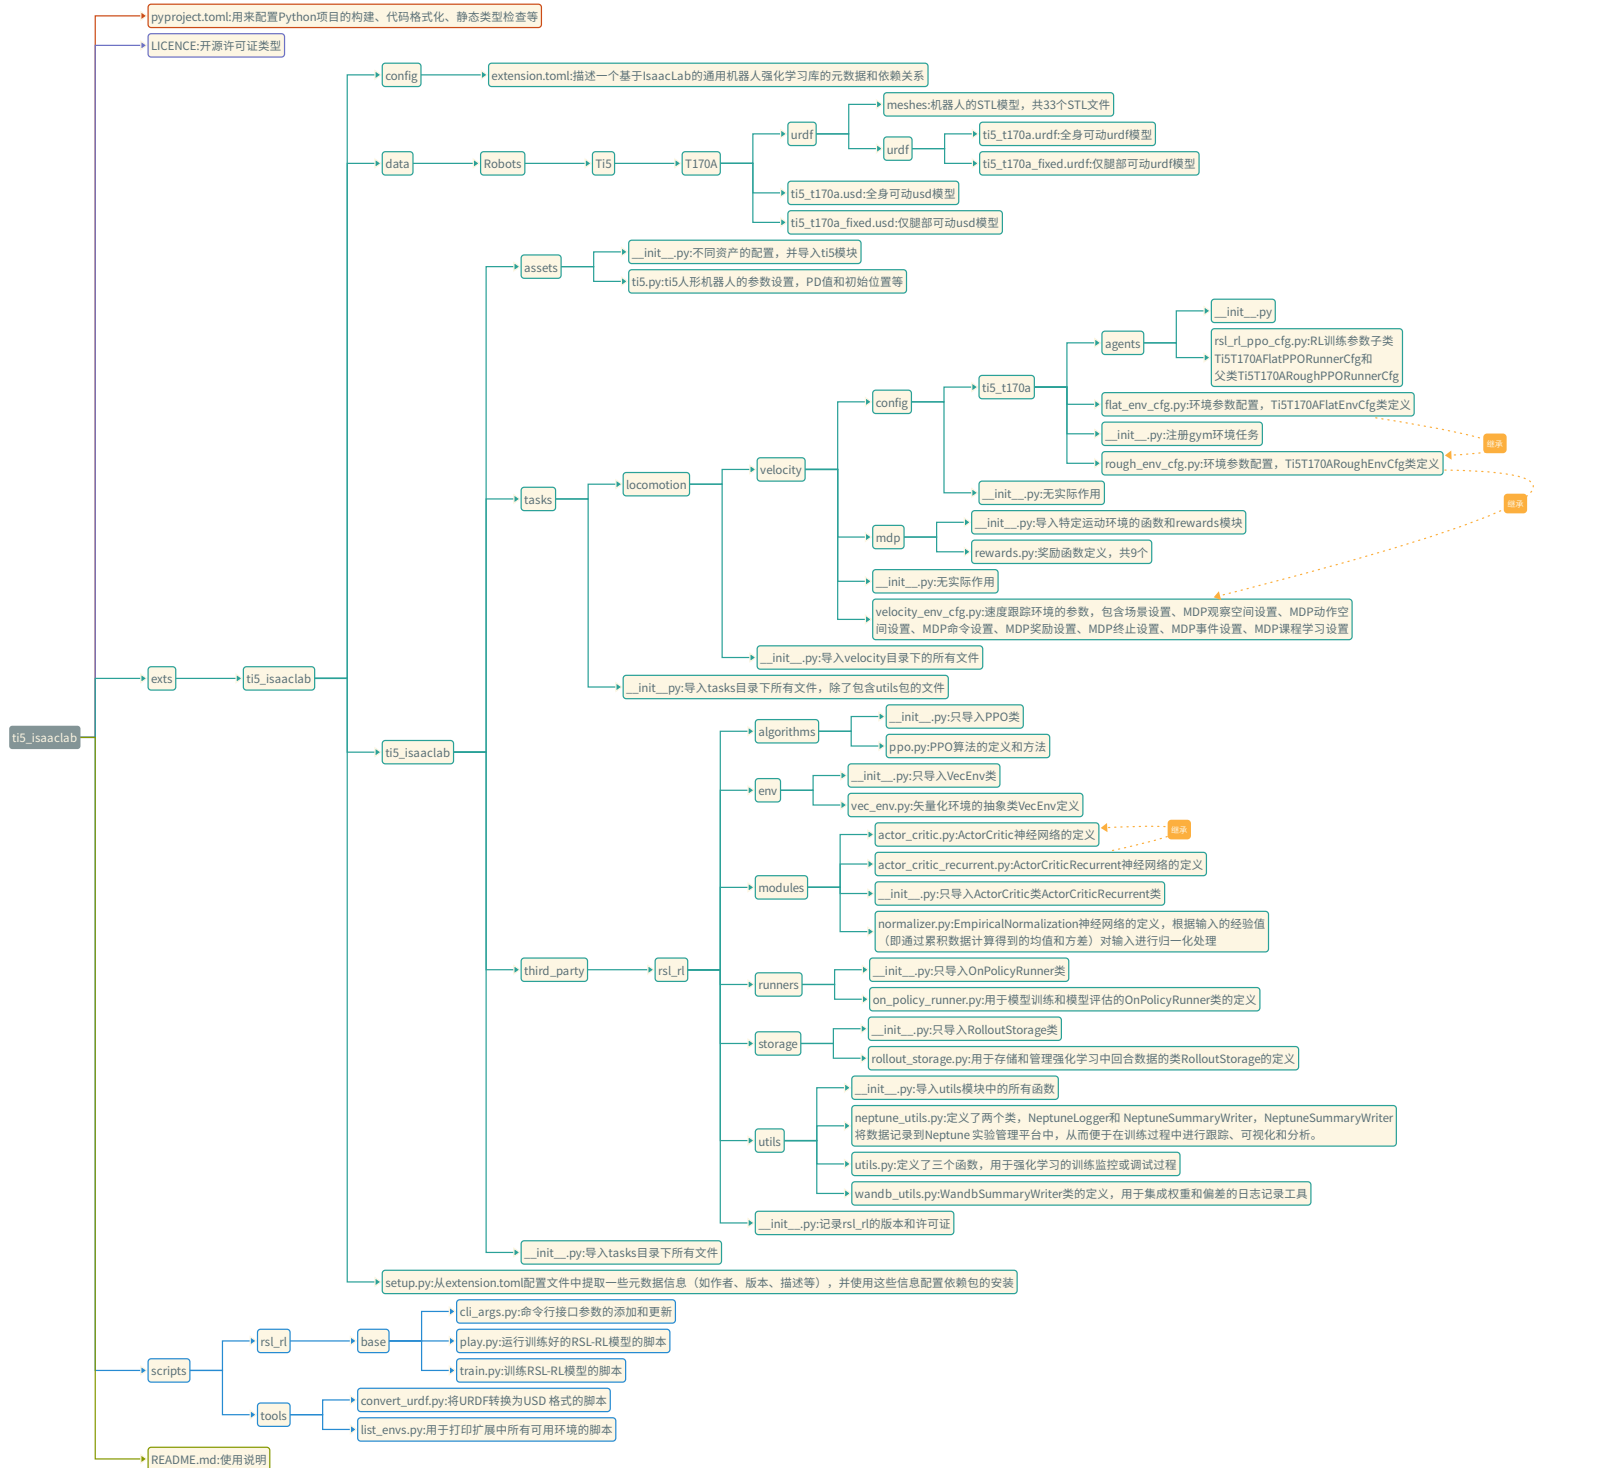 pyproject.toml:用来配置Python项目的构建、代码格式化、静态类型检查等
LICENCE:开源许可证类型
config
extension.toml:描述一个基于IsaacLab的通用机器人强化学习库的元数据和依赖关系
meshes:机器人的STL模型，共33个STL文件
urdf
ti5_t170a.urdf:全身可动urdf模型
urdf
data
Robots
Ti5
T170A
ti5_t170a_fixed.urdf:仅腿部可动urdf模型
ti5_t170a.usd:全身可动usd模型
ti5_t170a_fixed.usd:仅腿部可动usd模型
__init__.py:不同资产的配置，并导入ti5模块
assets
ti5.py:ti5人形机器人的参数设置，PD值和初始位置等
__init__.py
agents
rsl_rl_ppo_cfg.py:RL训练参数子类
Ti5T170AFlatPPORunnerCfg和
父类Ti5T170ARoughPPORunnerCfg
ti5_t170a
config
flat_env_cfg.py:环境参数配置，Ti5T170AFlatEnvCfg类定义
__init__.py:注册gym环境任务
继承
rough_env_cfg.py:环境参数配置，Ti5T170ARoughEnvCfg类定义
velocity
locomotion
tasks
__init__.py:无实际作用
继承
__init__.py:导入特定运动环境的函数和rewards模块
mdp
rewards.py:奖励函数定义，共9个
__init__.py:无实际作用
velocity_env_cfg.py:速度跟踪环境的参数，包含场景设置、MDP观察空间设置、MDP动作空
间设置、MDP命令设置、MDP奖励设置、MDP终止设置、MDP事件设置、MDP课程学习设置
__init__.py:导入velocity目录下的所有文件
exts
ti5_isaaclab
__init__py:导入tasks目录下所有文件，除了包含utils包的文件
__init__.py:只导入PPO类
algorithms
ppo.py:PPO算法的定义和方法
ti5_isaaclab
ti5_isaaclab
__init__.py:只导入VecEnv类
env
vec_env.py:矢量化环境的抽象类VecEnv定义
actor_critic.py:ActorCritic神经网络的定义
继承
actor_critic_recurrent.py:ActorCriticRecurrent神经网络的定义
modules
__init__.py:只导入ActorCritic类ActorCriticRecurrent类
normalizer.py:EmpiricalNormalization神经网络的定义，根据输入的经验值
（即通过累积数据计算得到的均值和方差）对输入进行归一化处理
third_party
rsl_rl
__init__.py:只导入OnPolicyRunner类
runners
on_policy_runner.py:用于模型训练和模型评估的OnPolicyRunner类的定义
__init__.py:只导入RolloutStorage类
storage
rollout_storage.py:用于存储和管理强化学习中回合数据的类RolloutStorage的定义
__init__.py:导入utils模块中的所有函数
neptune_utils.py:定义了两个类，NeptuneLogger和 NeptuneSummaryWriter，NeptuneSummaryWriter
将数据记录到Neptune 实验管理平台中，从而便于在训练过程中进行跟踪、可视化和分析。
utils
utils.py:定义了三个函数，用于强化学习的训练监控或调试过程
wandb_utils.py:WandbSummaryWriter类的定义，用于集成权重和偏差的日志记录工具
__init__.py:记录rsl_rl的版本和许可证
__init__.py:导入tasks目录下所有文件
setup.py:从extension.toml配置文件中提取一些元数据信息（如作者、版本、描述等），并使用这些信息配置依赖包的安装
cli_args.py:命令行接口参数的添加和更新
rsl_rl
base
play.py:运行训练好的RSL-RL模型的脚本
scripts
train.py:训练RSL-RL模型的脚本
convert_urdf.py:将URDF转换为USD 格式的脚本
tools
list_envs.py:用于打印扩展中所有可用环境的脚本
README.md:使用说明